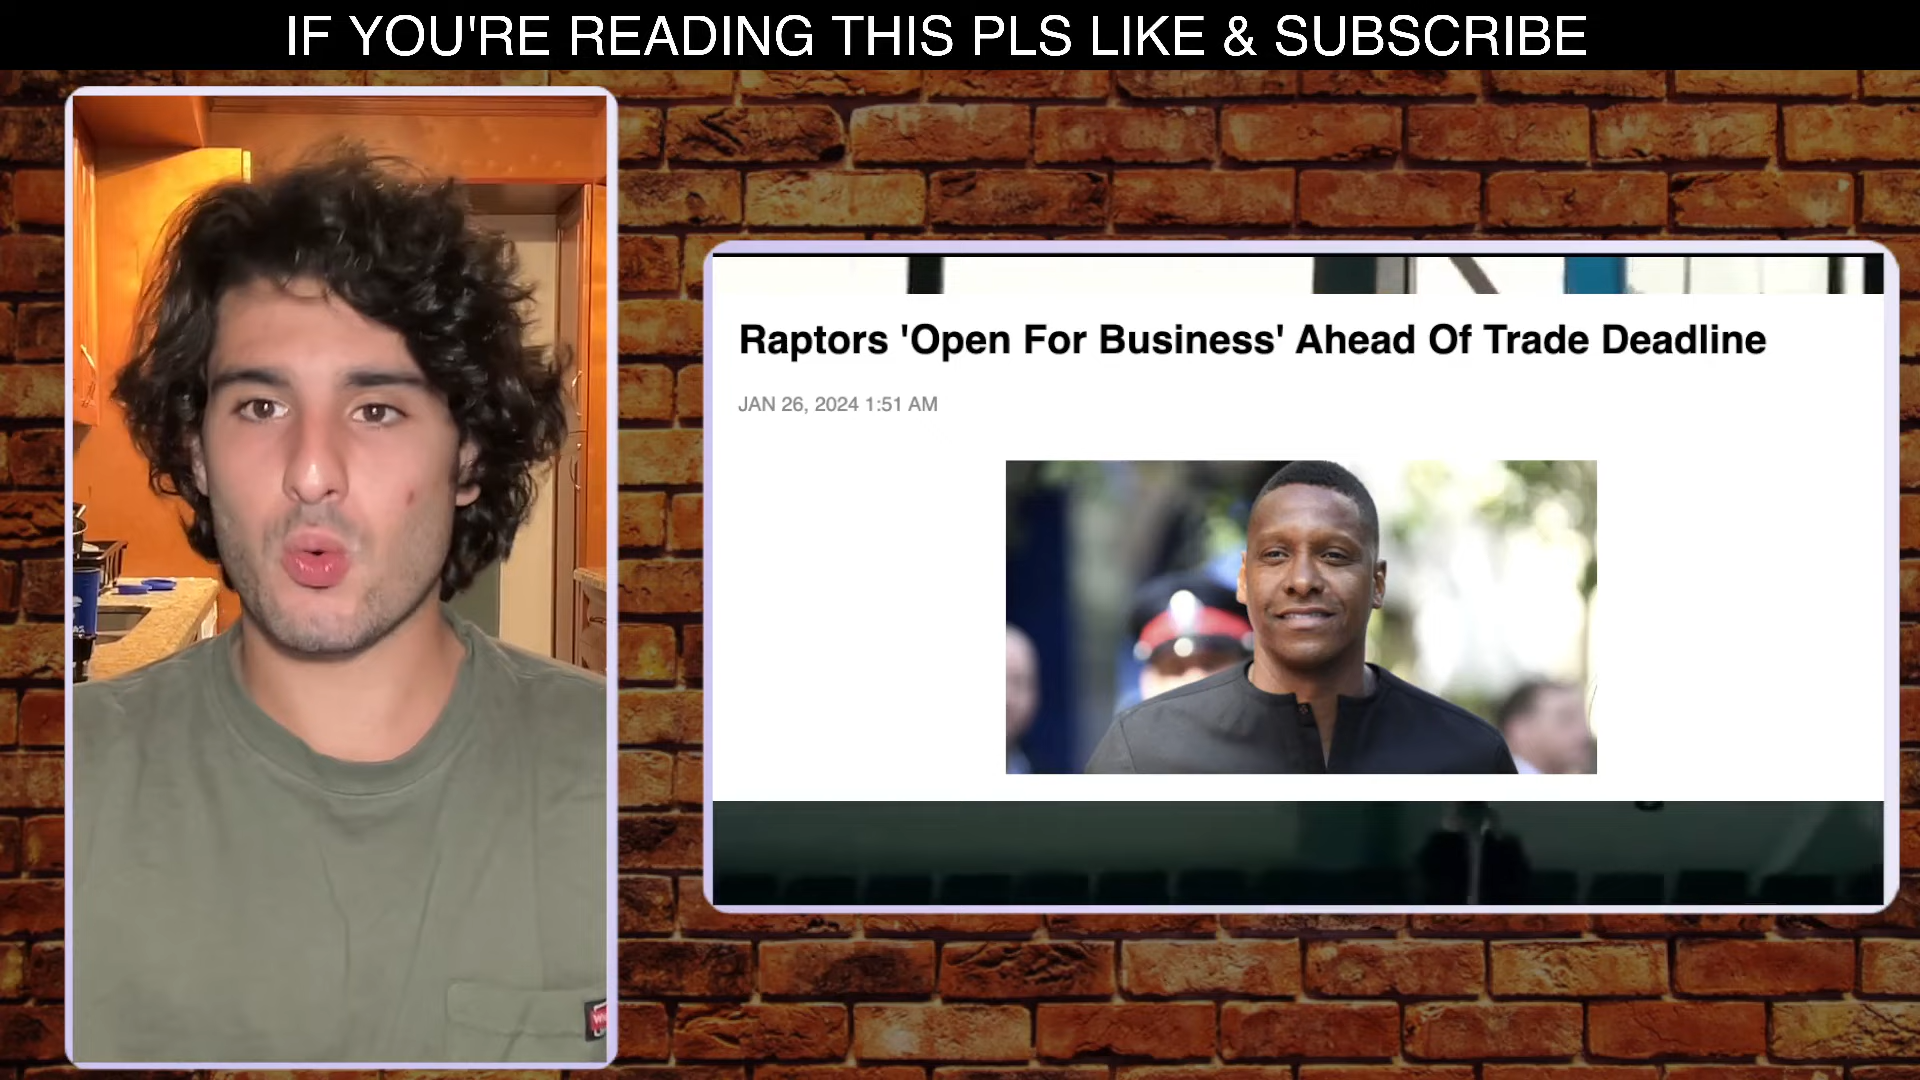 IF YOU'RE READING THIS PLS LIKE & SUBSCRIBE
Raptors 'Open For Business' Ahead Of Trade Deadline
JAN 26, 2024 1:51 AM